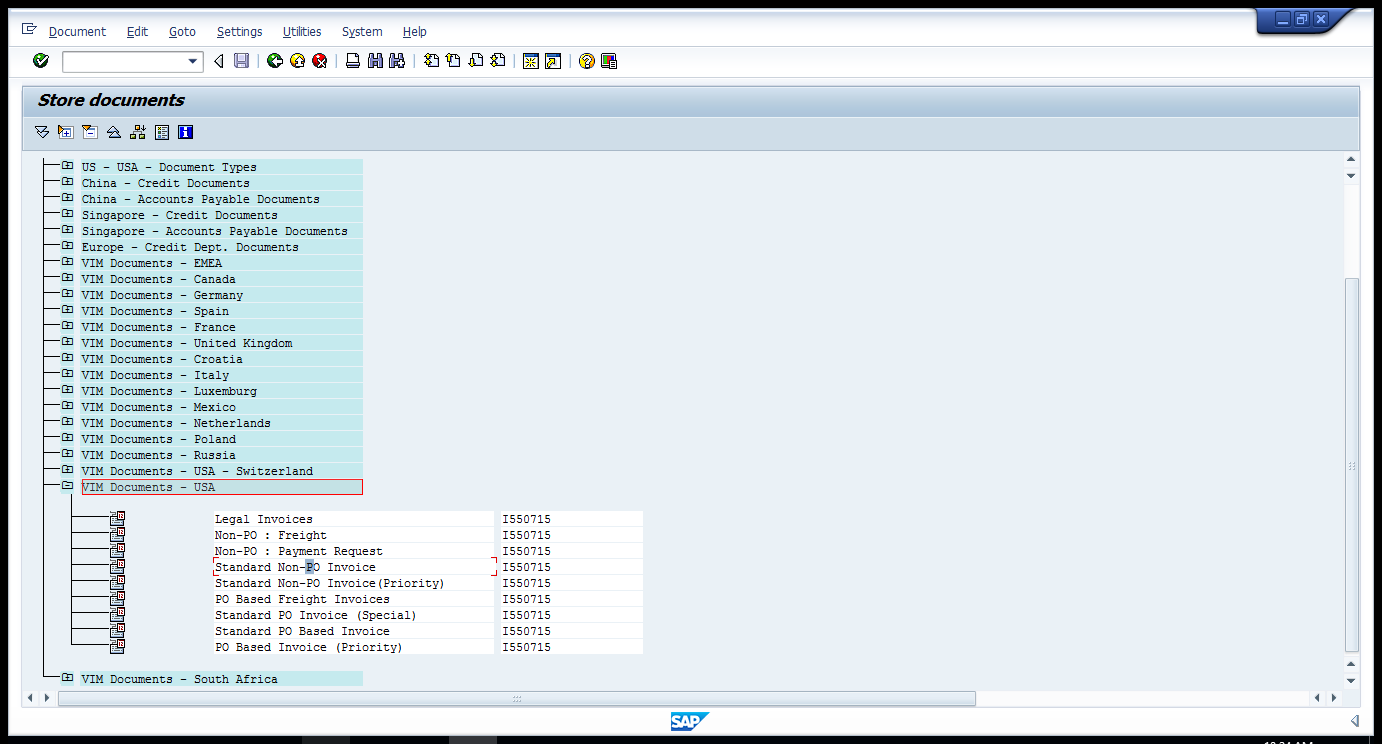 Document Edit Goto Settings Utilities System Help
Store documents
US - USA - Document Types
China - Credit Documents
China - Accounts Payable Documents
Singapore - Credit Documents
Singapore - Accounts Payable Documents
Europe - Credit Dept. Documents
VIM Documents - EMEA
VIM Documents - Canada
VIM Documents - Germany
VIM Documents - Spain
VIM Documents - France
VIM Documents - United Kingdom
VIM Documents - Croatia
VIM Documents - Italy
VIM Documents - Luxemburg
VIM Documents - Mexico
VIM Documents - Netherlands
VIM Documents - Poland
VIM Documents - Russia
VIM Documents - USA - Switzerland
VIM Documents - USA
Legal Invoices I550715
Non-PO : Freight I550715
Non-PO : Payment Request I550715
Standard Non-PO Invoice I550715
Standard Non-PO Invoice(Priority) I550715
PO Based Freight Invoices I550715
Standard PO Invoice (Special) I550715
Standard PO Based Invoice I550715
PO Based Invoice (Priority) I550715
VIM Documents - South Africa
SAP